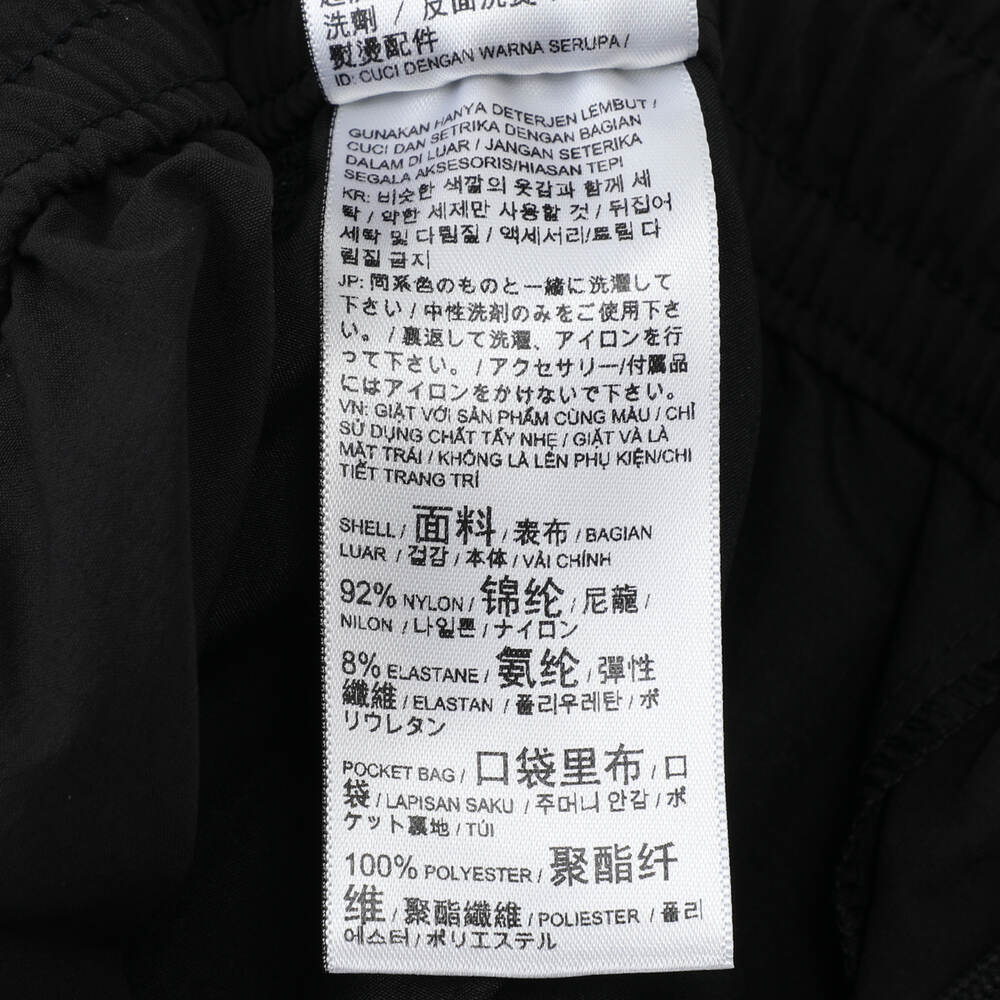 洗劑 / 反面洗燙
熨燙配件
ID: CUCI DENGAN WARNA SERUPA /
GUNAKAN HANYA DETERJEN LEMBUT /
CUCI DAN SETRIKA DENGAN BAGIAN
DALAM DI LUAR / JANGAN SETERIKA
SEGALA AKSESORIS/HIASAN TEPI
KR: 비슷한 색깔의 옷감과 함께 세
탁 / 약한 세제만 사용할 것 / 뒤집어
세탁 및 다림질 / 액세서리/트림 다
림질 금지
JP: 同系色のものと一緒に洗濯して
下さい / 中性洗剤のみをご使用下さ
い。 / 裏返して洗濯、アイロンを行
って下さい。 / アクセサリー/付属品
にはアイロンをかけないで下さい。
VN: GIẶT VỚI SẢN PHẨM CÙNG MÀU / CHỈ
SỬ DỤNG CHẤT TẨY NHẸ / GIẶT VÀ LÀ
MẶT TRÁI / KHÔNG LÀ LÊN PHỤ KIỆN/CHI
TIẾT TRANG TRÍ
SHELL / 面料 / 表布 / BAGIAN
LUAR / 겉감 / 本体 / VẢI CHÍNH
92% NYLON / 锦纶 / 尼龍 /
NILON / 나일론 / ナイロン
8% ELASTANE / 氨纶 / 彈性
纖維 / ELASTAN / 폴리우레탄 / ポ
リウレタン
POCKET BAG / 口袋里布 / 口
袋 / LAPISAN SAKU / 주머니 안감 / ポ
ケット裏地 / TÚI
100% POLYESTER / 聚酯纤
维 / 聚酯纖維 / POLIESTER / 폴리
에스터 / ポリエステル